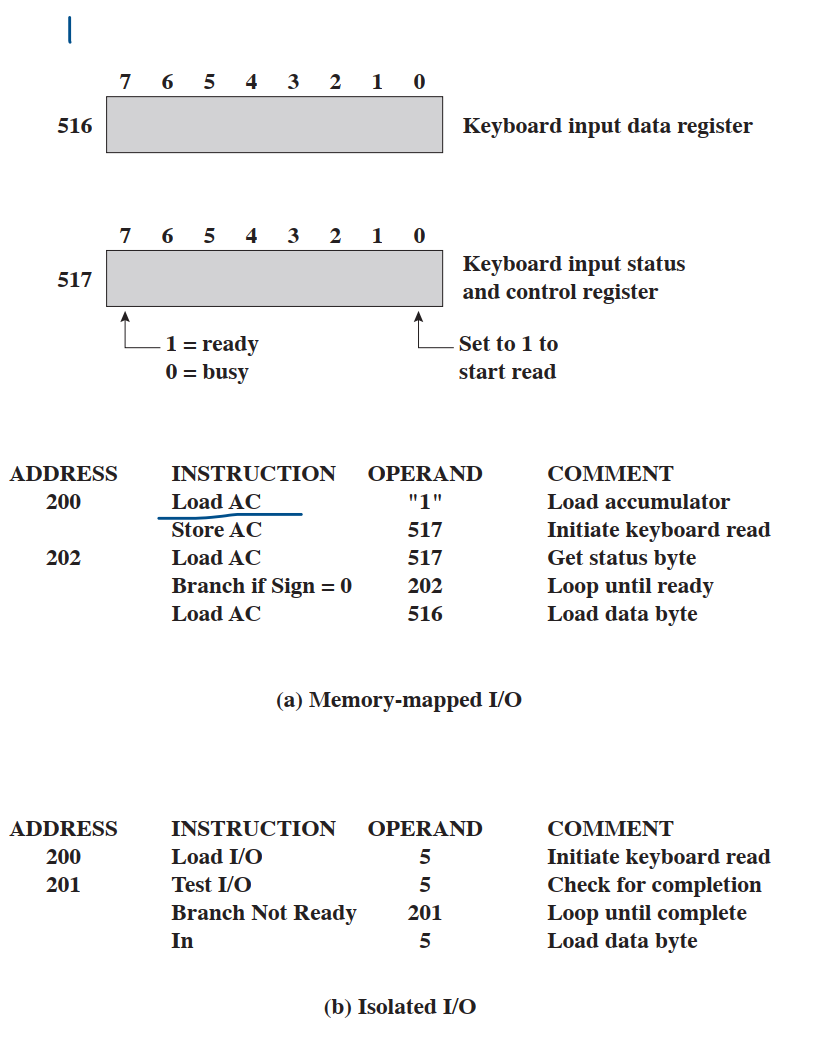 7 6 5 4 3 2 1 0
516 Keyboard input data register
7 6 5 4 3 2 1 0
517 Keyboard input status
and control register
1 = ready Set to 1 to
0 = busy start read
ADDRESS INSTRUCTION OPERAND COMMENT
200 Load AC "1" Load accumulator
Store AC 517 Initiate keyboard read
202 Load AC 517 Get status byte
Branch if Sign = 0 202 Loop until ready
Load AC 516 Load data byte
(a) Memory-mapped I/O
ADDRESS INSTRUCTION OPERAND COMMENT
200 Load I/O 5 Initiate keyboard read
201 Test I/O 5 Check for completion
Branch Not Ready 201 Loop until complete
In 5 Load data byte
(b) Isolated I/O